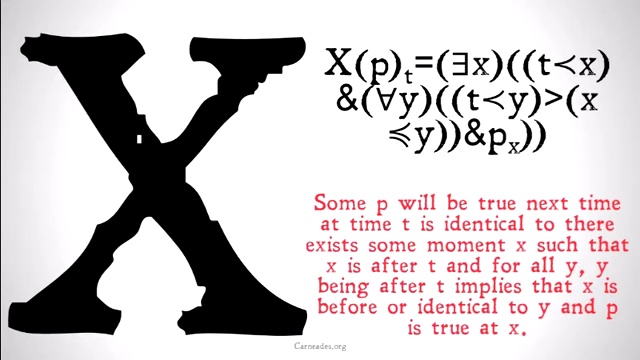 X
X(p)ₜ=(∃x)((t≺x)
&(∀y)((t≺y)>(x
≼y))&pₓ))
Some p will be true next time
at time t is identical to there
exists some moment x such that
x is after t and for all y, y
being after t implies that x is
before or identical to y and p
is true at x.
Carneades.org